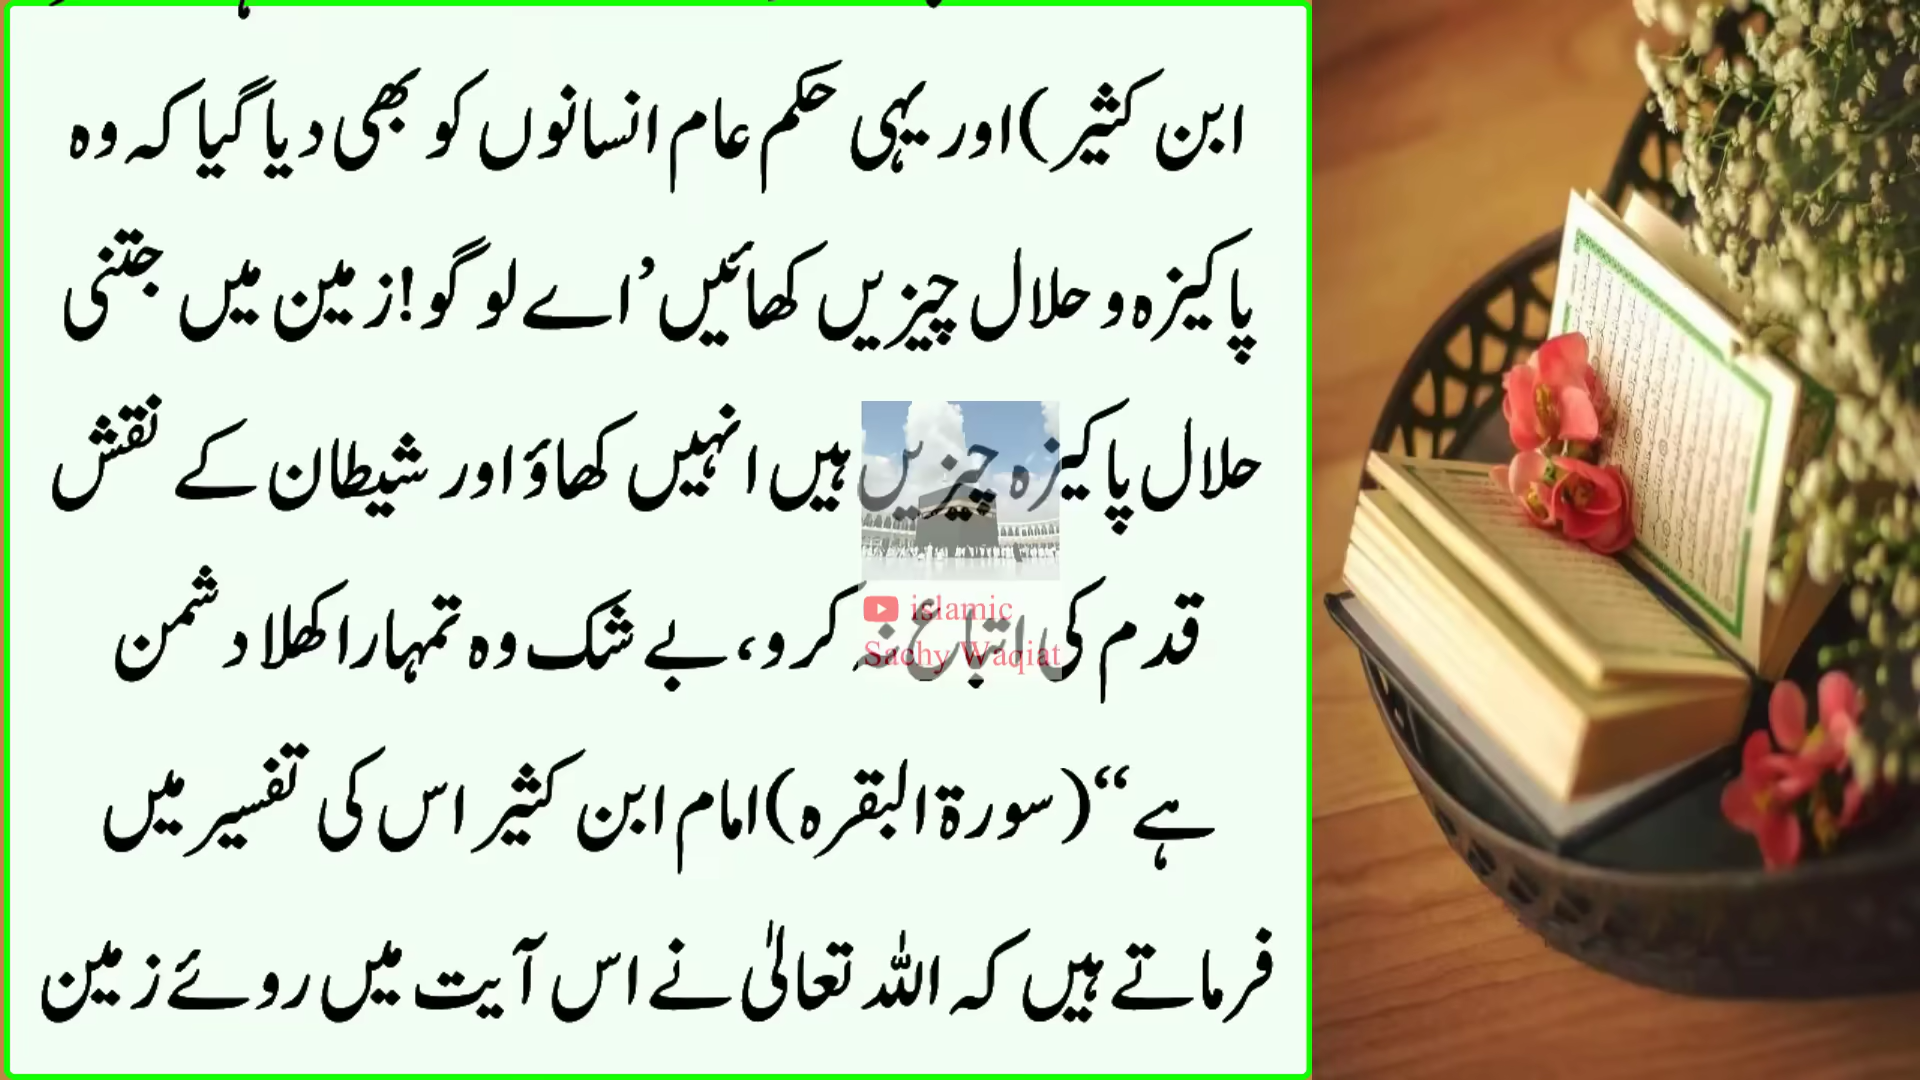 ابن کثیر)اور یہی حکم عام انسانوں کو بھی دیا گیا کہ وہ
پاکیزہ و حلال چیزیں کھائیں ’اے لوگو!زمین میں جتنی
حلال پاکیزہ چیزیں ہیں انہیں کھاؤ اور شیطان کے نقش
قدم کی اتباع نہ کرو، بے شک وہ تمہارا کھلا دشمن
ہے“(سورۃ البقرہ)امام ابن کثیر اس کی تفسیر میں
فرماتے ہیں کہ اللہ تعالیٰ نے اس آیت میں روئے زمین
islamic
Sachy Waqiat